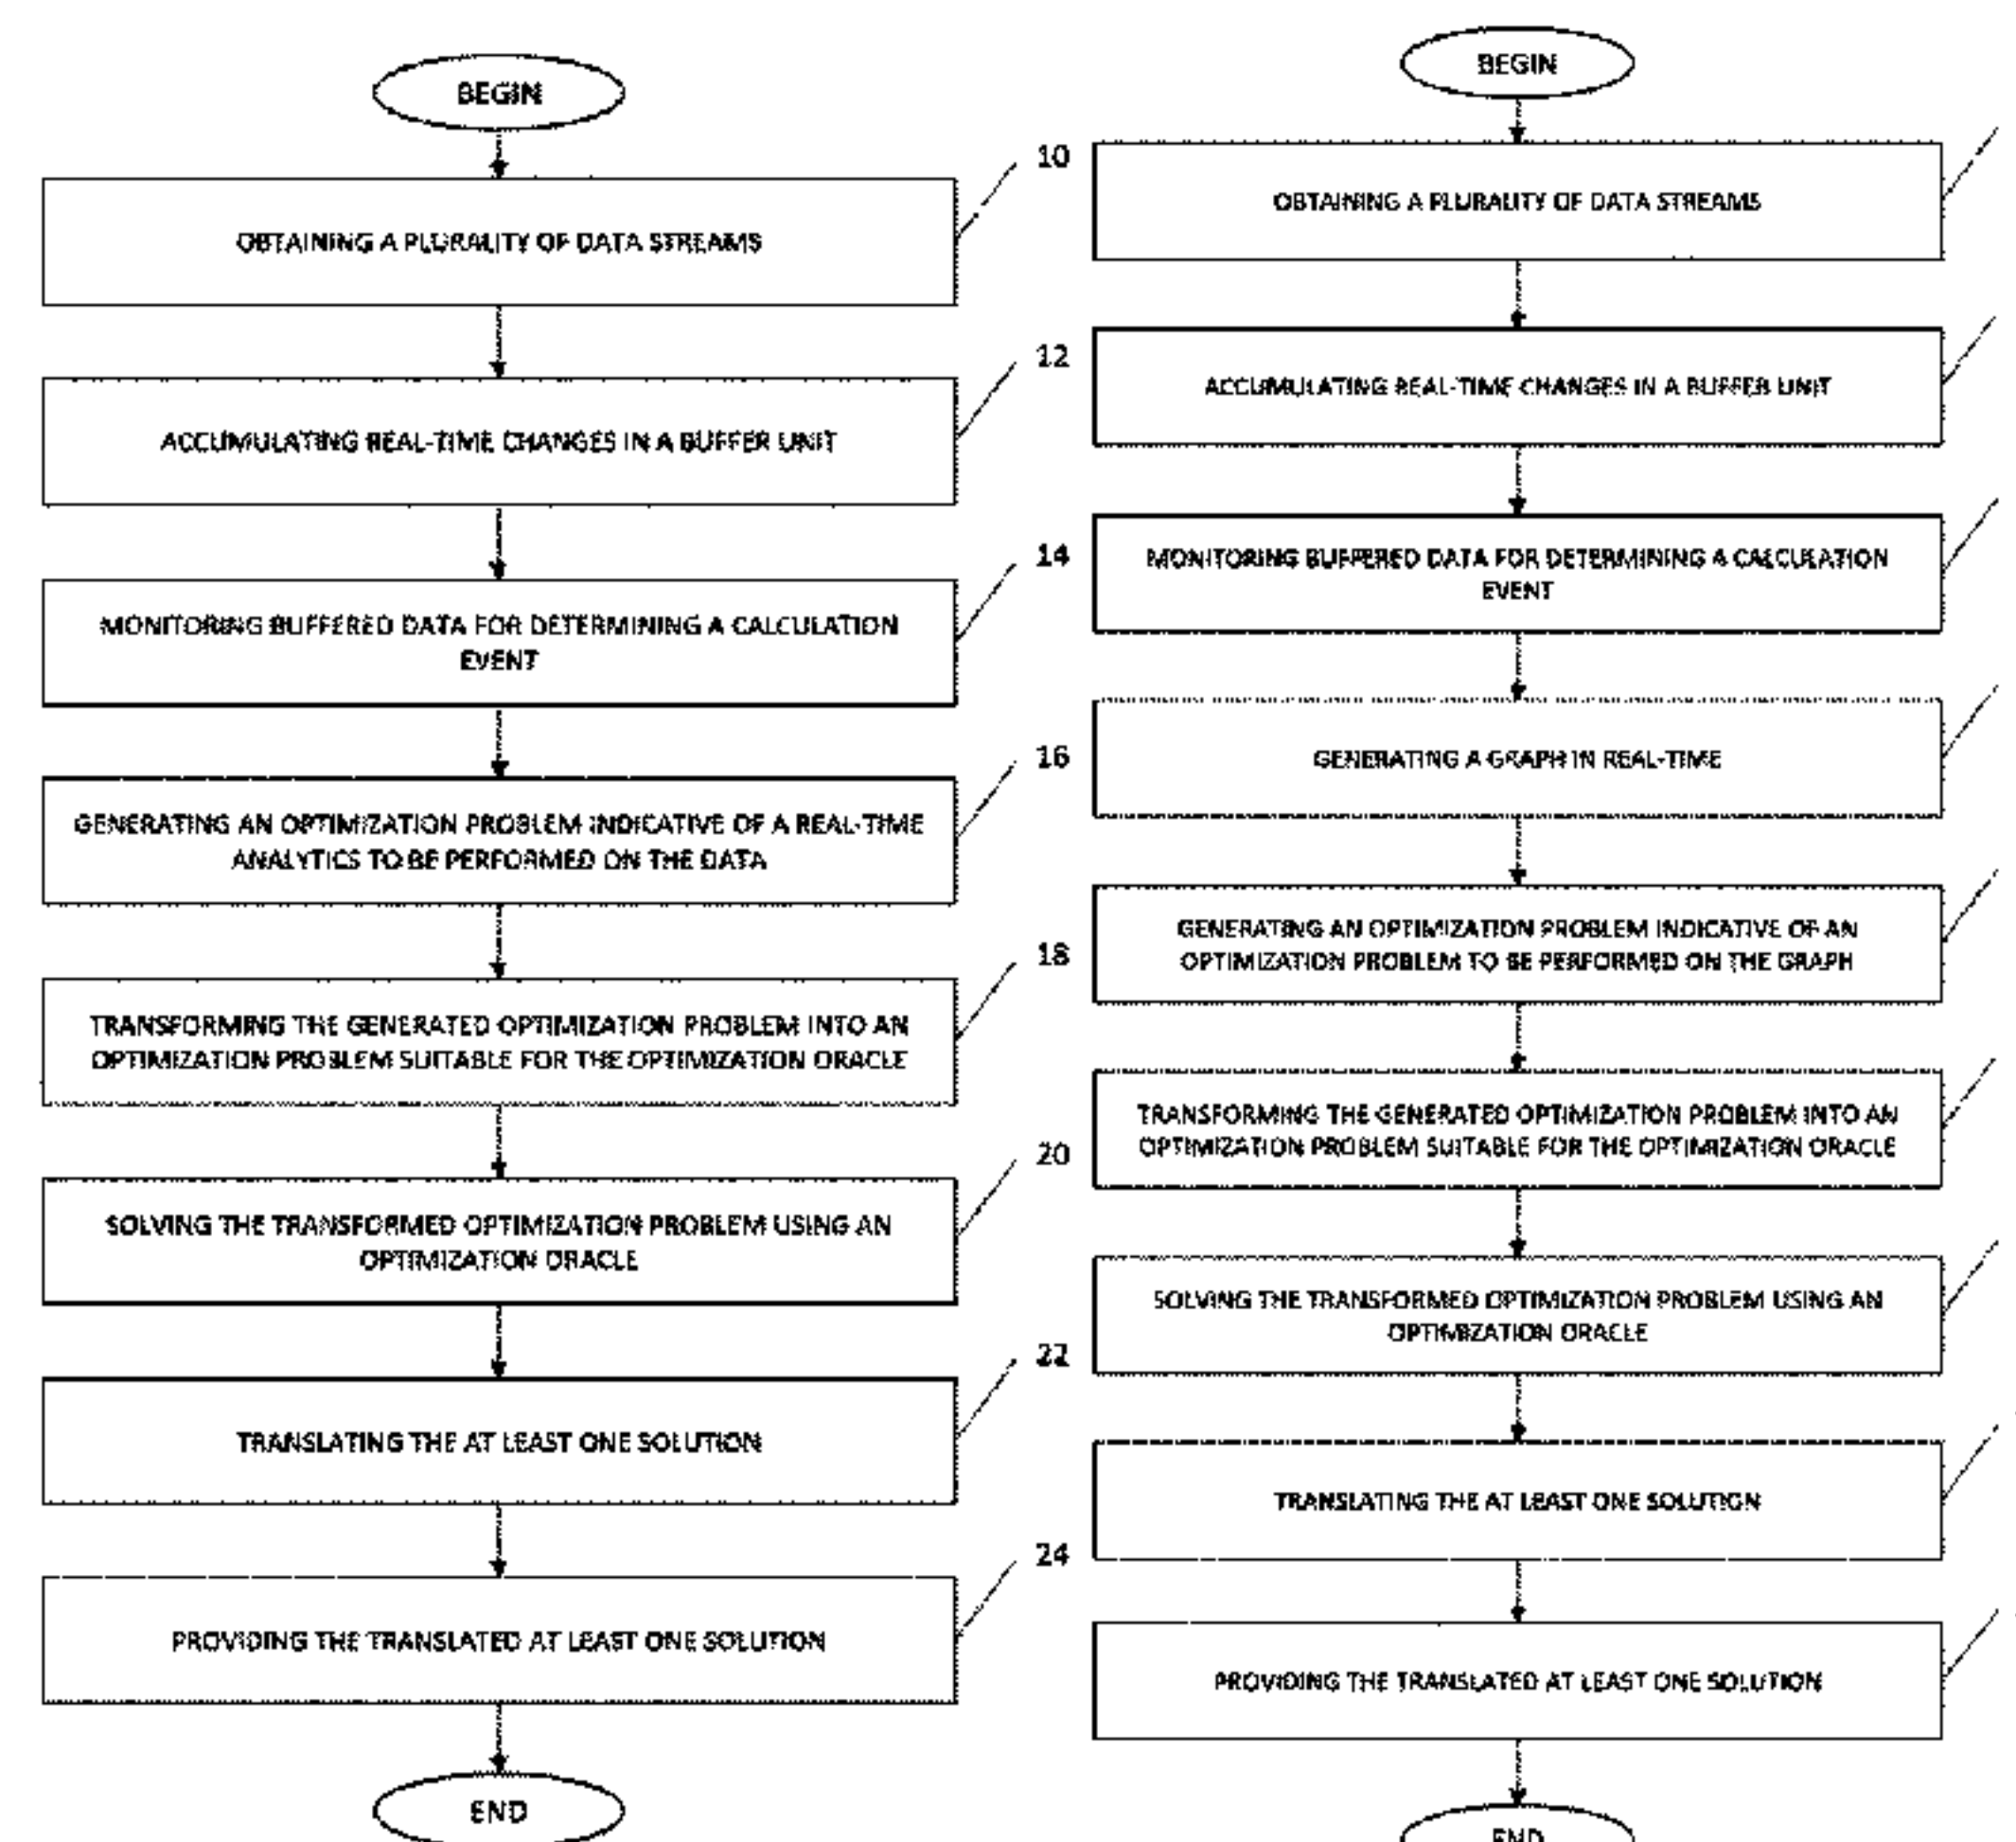 BEGIN
10
OBTAINING A PLURALITY OF DATA STREAMS
12
ACCUMULATING REAL-TIME CHANGES IN A BUFFER UNIT
14
MONITORING BUFFERED DATA FOR DETERMINING A CALCULATION
EVENT
16
GENERATING AN OPTIMIZATION PROBLEM INDICATIVE OF A REAL-TIME
ANALYTICS TO BE PERFORMED ON THE DATA
18
TRANSFORMING THE GENERATED OPTIMIZATION PROBLEM INTO AN
OPTIMIZATION PROBLEM SUITABLE FOR THE OPTIMIZATION ORACLE
20
SOLVING THE TRANSFORMED OPTIMIZATION PROBLEM USING AN
OPTIMIZATION ORACLE
22
TRANSLATING THE AT LEAST ONE SOLUTION
24
PROVIDING THE TRANSLATED AT LEAST ONE SOLUTION
END
BEGIN
OBTAINING A PLURALITY OF DATA STREAMS
ACCUMULATING REAL-TIME CHANGES IN A BUFFER UNIT
MONITORING BUFFERED DATA FOR DETERMINING A CALCULATION
EVENT
GENERATING A GRAPH IN REAL-TIME
GENERATING AN OPTIMIZATION PROBLEM INDICATIVE OF AN
OPTIMIZATION PROBLEM TO BE PERFORMED ON THE GRAPH
TRANSFORMING THE GENERATED OPTIMIZATION PROBLEM INTO AN
OPTIMIZATION PROBLEM SUITABLE FOR THE OPTIMIZATION ORACLE
SOLVING THE TRANSFORMED OPTIMIZATION PROBLEM USING AN
OPTIMIZATION ORACLE
TRANSLATING THE AT LEAST ONE SOLUTION
PROVIDING THE TRANSLATED AT LEAST ONE SOLUTION
END